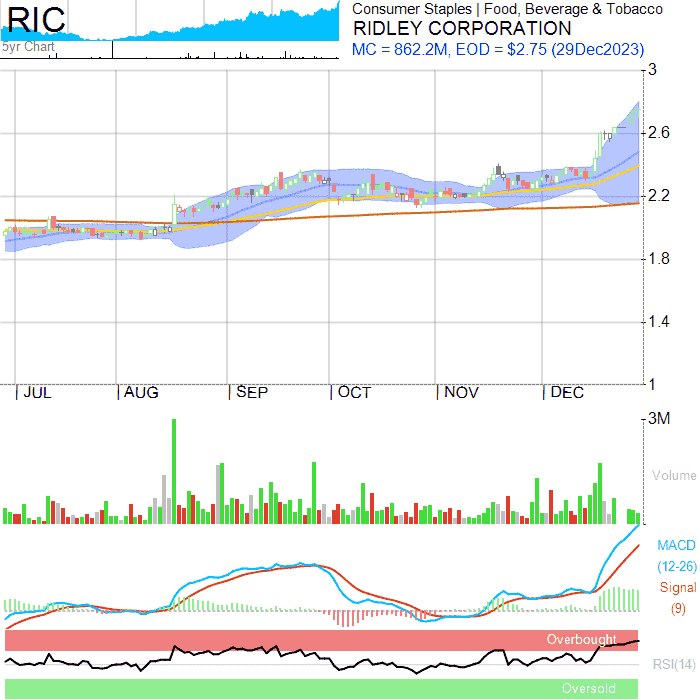 RIC
5yr Chart
Consumer Staples | Food, Beverage & Tobacco
RIDLEY CORPORATION
MC = 862.2M, EOD = $2.75 (29Dec2023)
3
2.6
2.2
1.8
1.4
1
JUL AUG SEP OCT NOV DEC
3M
Volume
MACD
(12-26)
Signal
(9)
Overbought
RSI(14)
Oversold